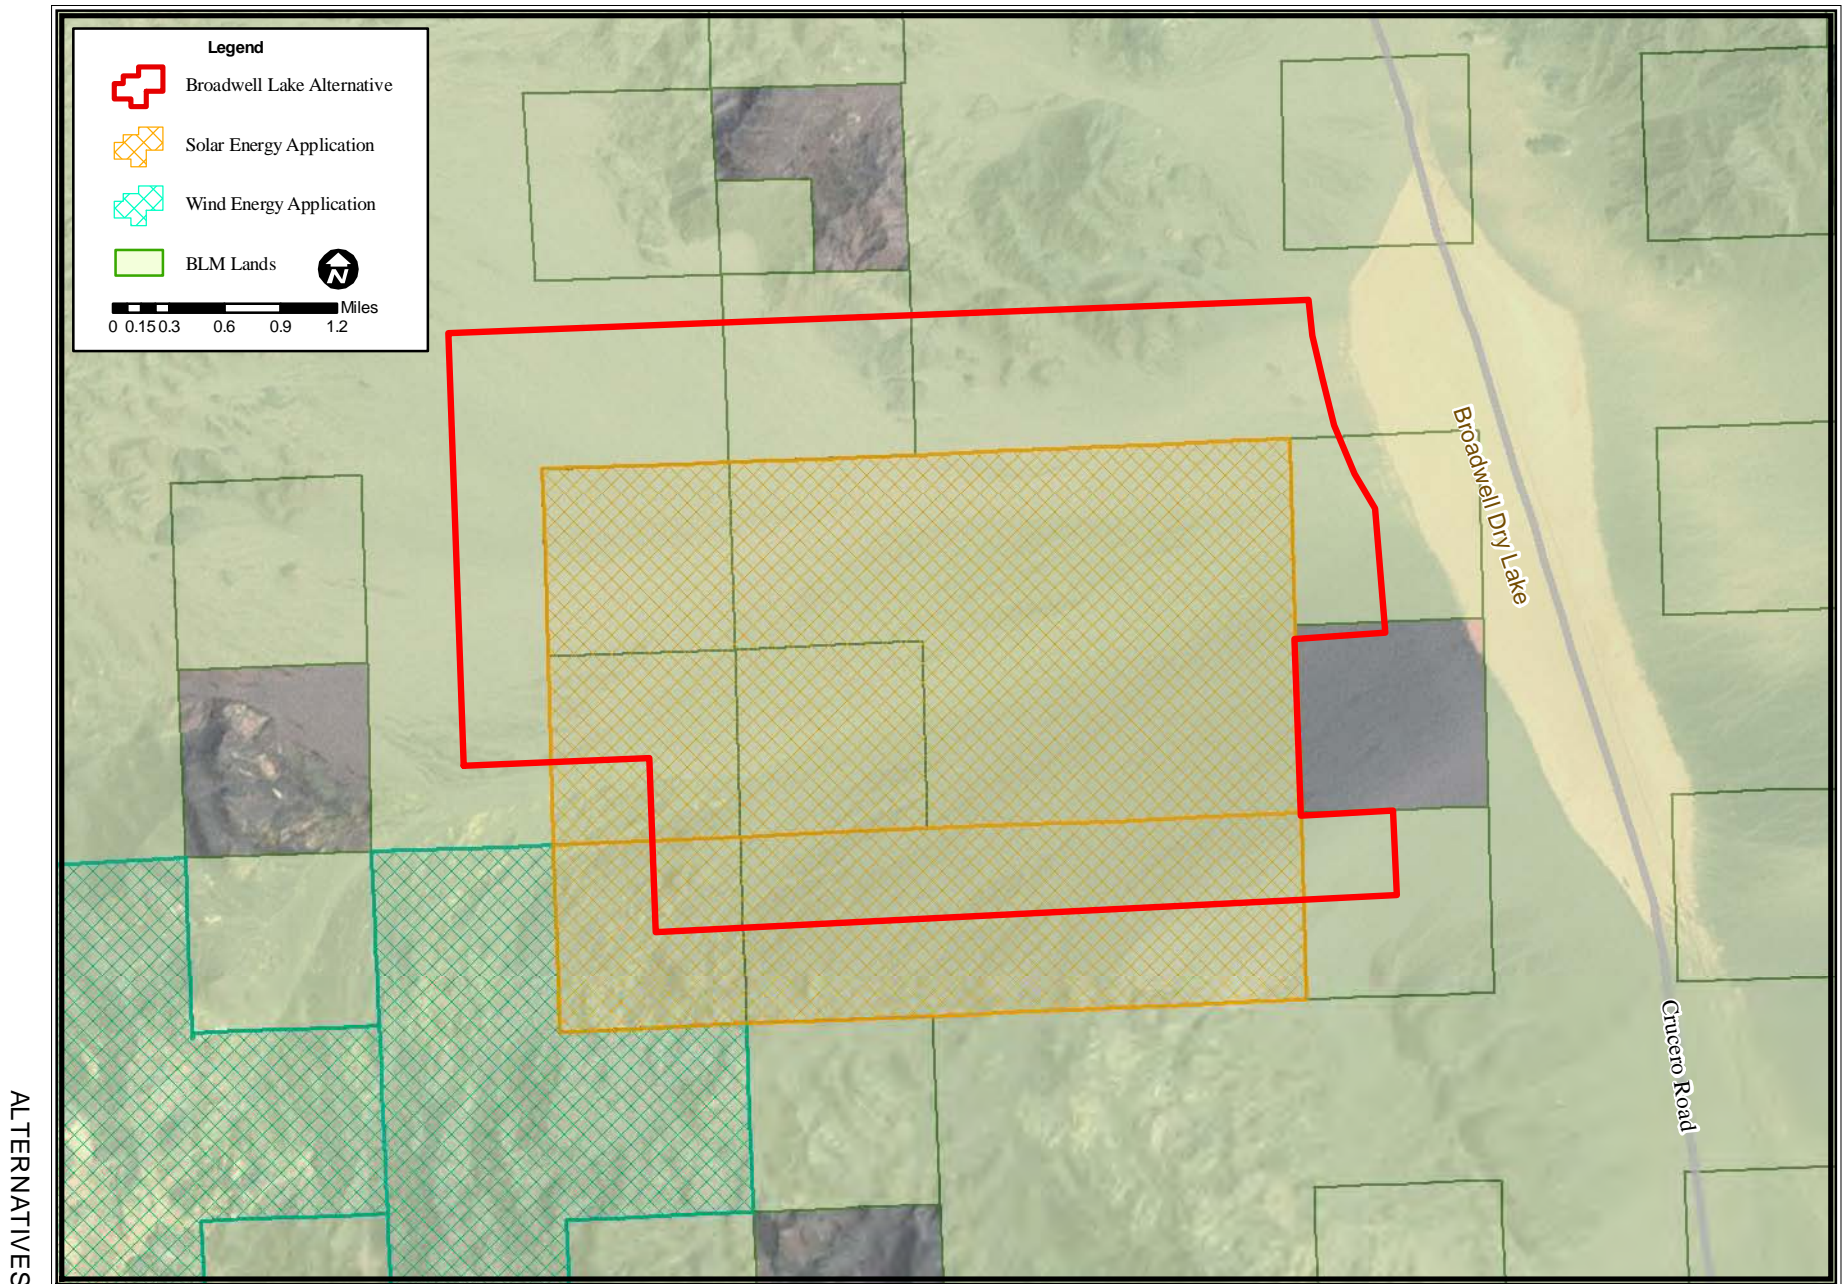 Legend
Broadwell Lake Alternative
Solar Energy Application
Wind Energy Application
BLM Lands
N
Miles
0 0.15 0.3 0.6 0.9 1.2
Broadwell Dry Lake
Crucero Road
ALTERNATIVES